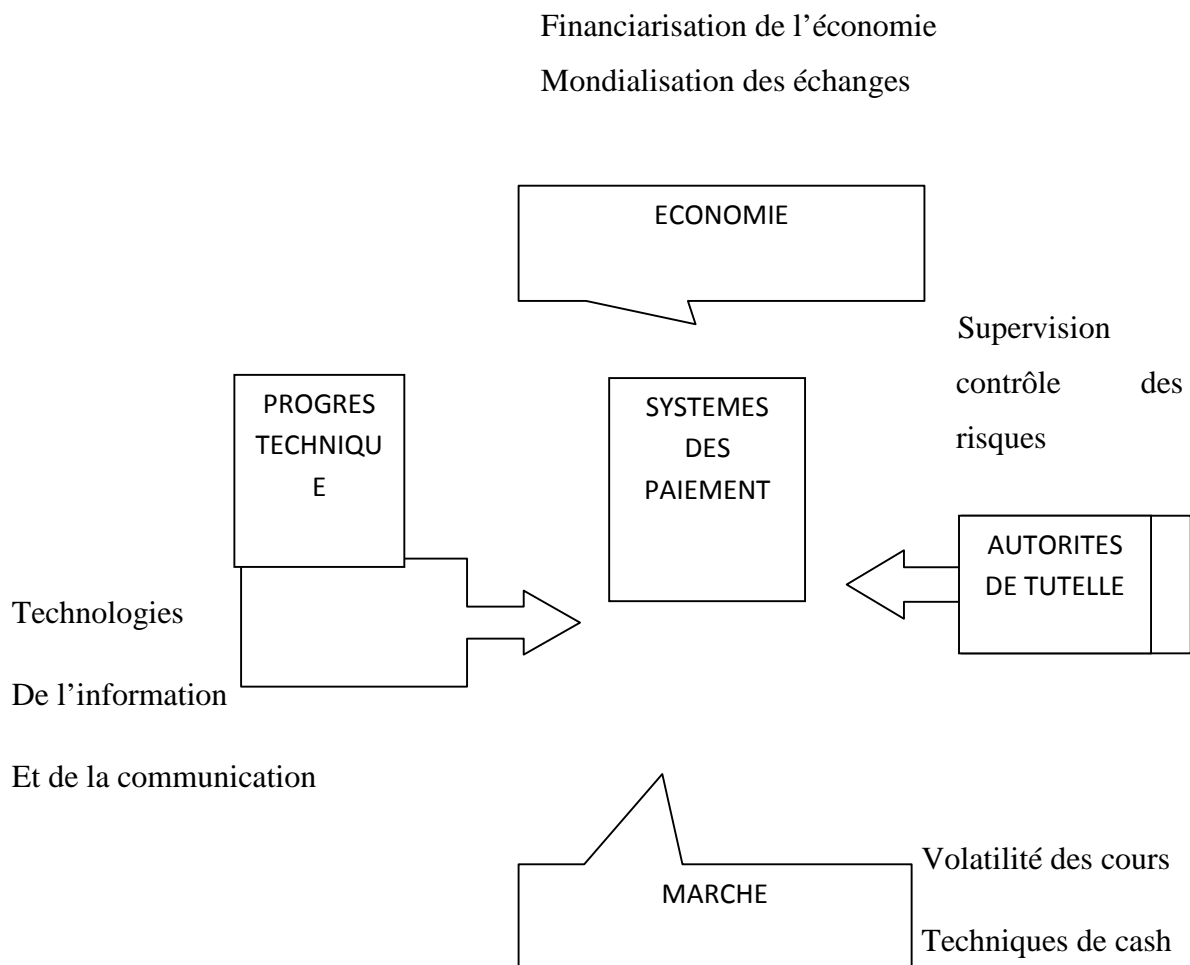 Financiarisation de l’économie
Mondialisation des échanges
ECONOMIE
Supervision
contrôle des
risques
PROGRES
TECHNIQU
E
SYSTEMES
DES
PAIEMENT
AUTORITES
DE TUTELLE
Technologies
De l’information
Et de la communication
Volatilité des cours
MARCHE
Techniques de cash